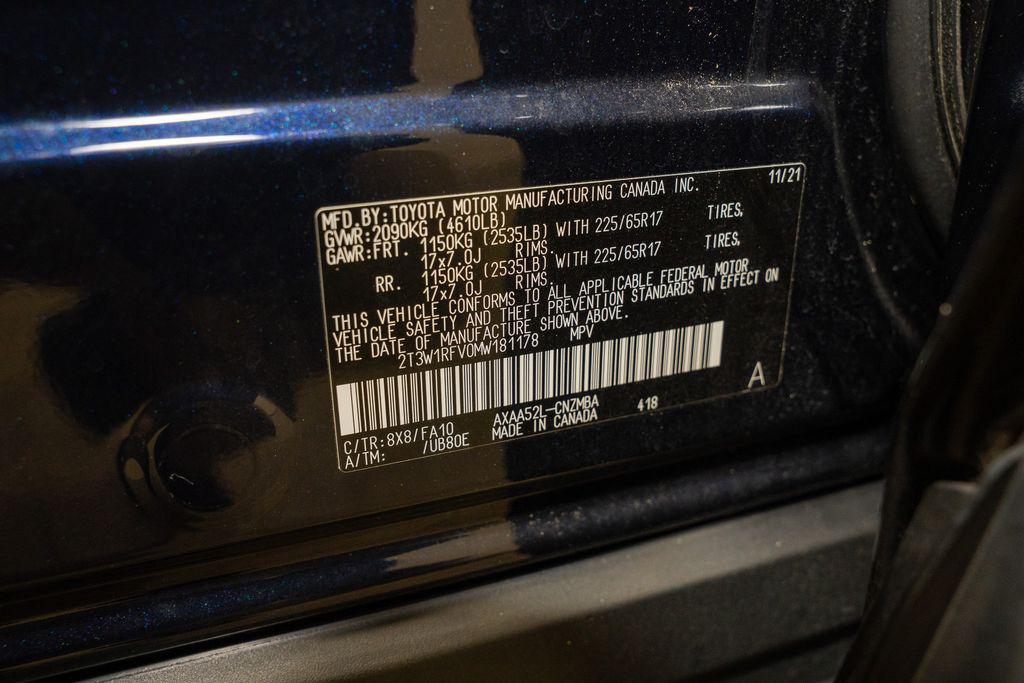 11/21
MFD.BY:TOYOTA MOTOR MANUFACTURING CANADA INC.
GVWR:2090KG (4610LB)
GAWR:FRT. 1150KG (2535LB) WITH 225/65R17 TIRES,
17x7.0J RIMS.
RR. 1150KG (2535LB) WITH 225/65R17 TIRES,
17x7.0J RIMS.
THIS VEHICLE CONFORMS TO ALL APPLICABLE FEDERAL MOTOR
VEHICLE SAFETY AND THEFT PREVENTION STANDARDS IN EFFECT ON
THE DATE OF MANUFACTURE SHOWN ABOVE.
2T3W1RFV0MW181178 MPV
A
C/TR:8X8/FA10 AXAA52L-CNZMBA 418
A/TM: /UB80E MADE IN CANADA